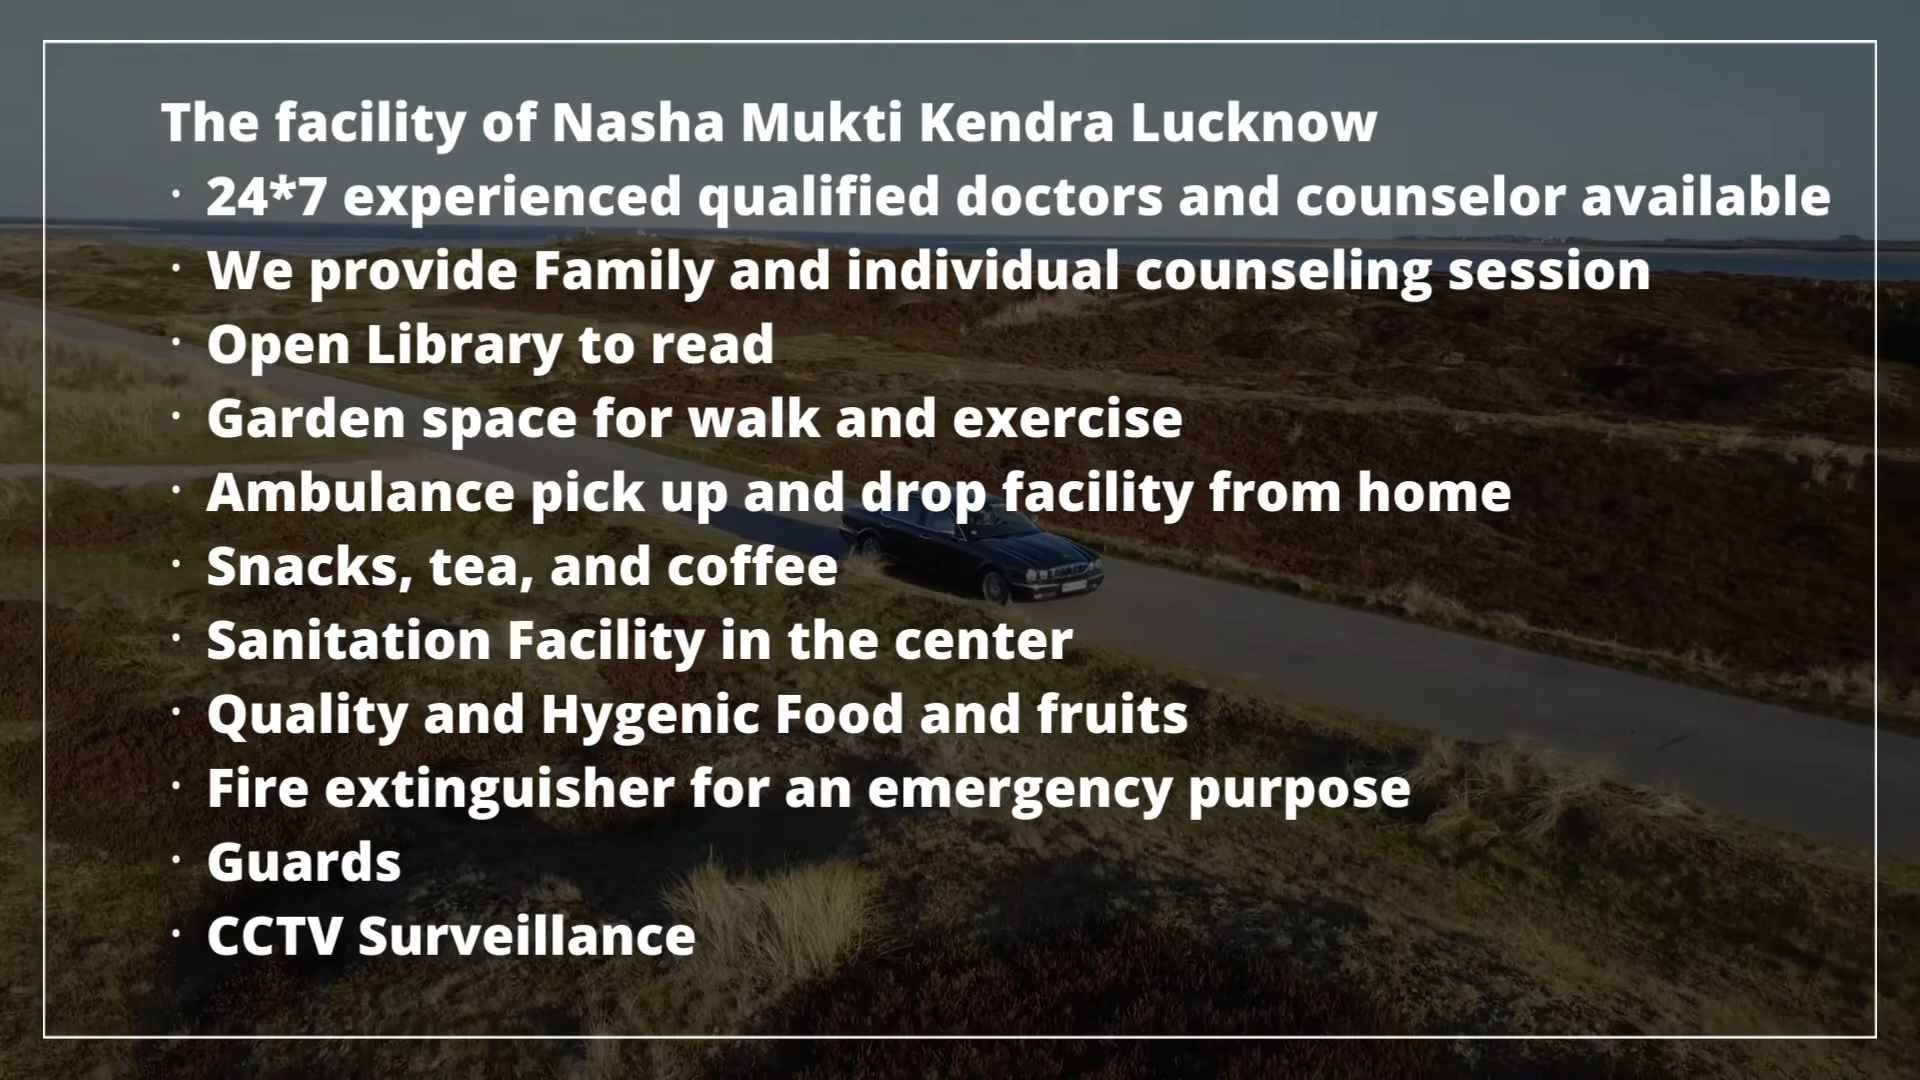 The facility of Nasha Mukti Kendra Lucknow
· 24*7 experienced qualified doctors and counselor available
· We provide Family and individual counseling session
· Open Library to read
· Garden space for walk and exercise
· Ambulance pick up and drop facility from home
· Snacks, tea, and coffee
· Sanitation Facility in the center
· Quality and Hygenic Food and fruits
· Fire extinguisher for an emergency purpose
· Guards
· CCTV Surveillance